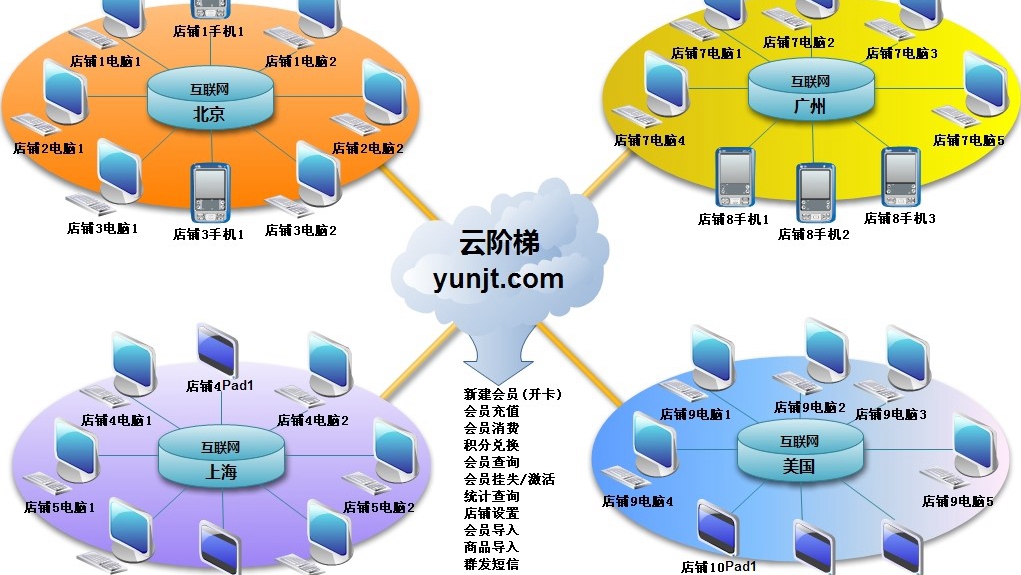 店铺1手机1
店铺1电脑1
店铺1电脑2
互联网
北京
店铺2电脑1
店铺2电脑2
店铺3电脑1
店铺3手机1
店铺3电脑2
店铺7电脑1
店铺7电脑2
店铺7电脑3
互联网
广州
店铺7电脑4
店铺7电脑5
店铺8手机1
店铺8手机2
店铺8手机3
云阶梯
yunjt.com
店铺4Pad1
店铺4电脑1
店铺4电脑2
互联网
上海
店铺5电脑1
店铺5电脑2
新建会员(开卡)
会员充值
会员消费
积分兑换
会员查询
会员挂失/激活
统计查询
店铺设置
会员导入
商品导入
群发短信
店铺9电脑1
店铺9电脑2
店铺9电脑3
互联网
美国
店铺9电脑4
店铺9电脑5
店铺10Pad1